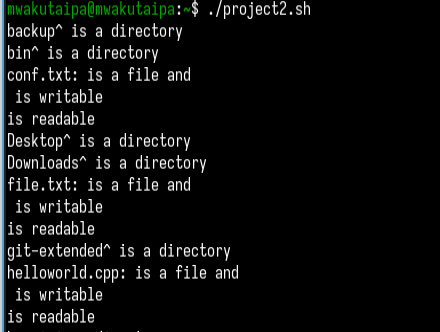 mwakutaipa@mwakutaipa:~$ ./project2.sh
backup^ is a directory
bin^ is a directory
conf.txt: is a file and
 is writable
is readable
Desktop^ is a directory
Downloads^ is a directory
file.txt: is a file and
 is writable
is readable
git-extended^ is a directory
helloworld.cpp: is a file and
 is writable
is readable